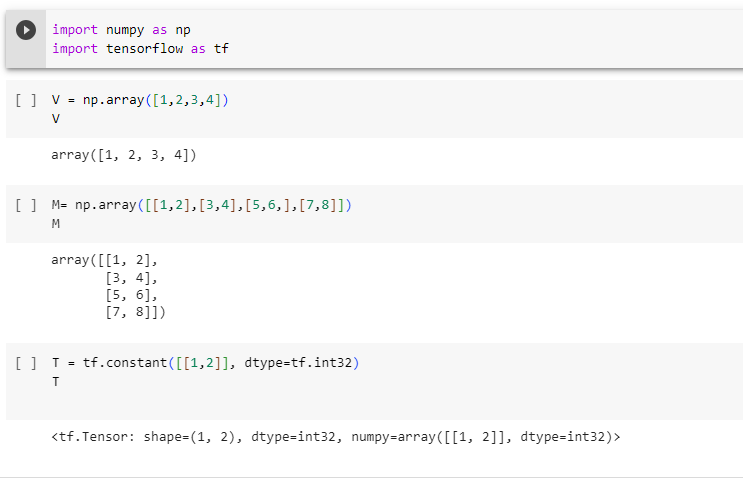 import numpy as np
import tensorflow as tf
[ ] V = np.array([1,2,3,4])
V
array([1, 2, 3, 4])
[ ] M= np.array([[1,2],[3,4],[5,6,],[7,8]])
M
array([[1, 2],
[3, 4],
[5, 6],
[7, 8]])
[ ] T = tf.constant([[1,2]], dtype=tf.int32)
T
<tf.Tensor: shape=(1, 2), dtype=int32, numpy=array([[1, 2]], dtype=int32)>